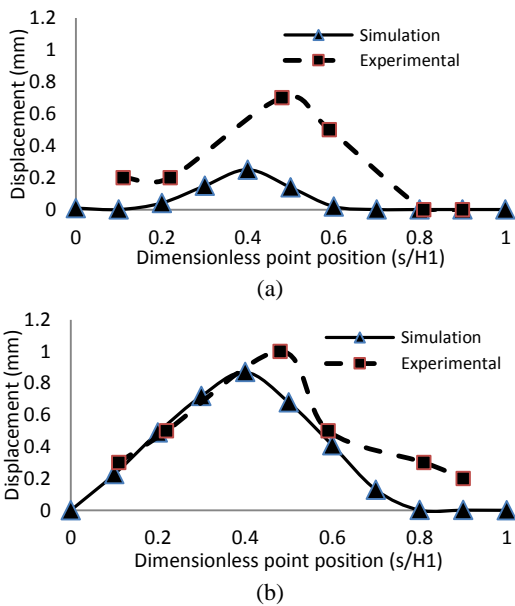 1.2
1
0.8
0.6
0.4
0.2
0
Displacement (mm)
Simulation
Experimental
0 0.2 0.4 0.6 0.8 1
Dimensionless point position (s/H1)
(a)
1.2
1
0.8
0.6
0.4
0.2
0
Displacement (mm)
Simulation
Experimental
0 0.2 0.4 0.6 0.8 1
Dimensionless point position (s/H1)
(b)